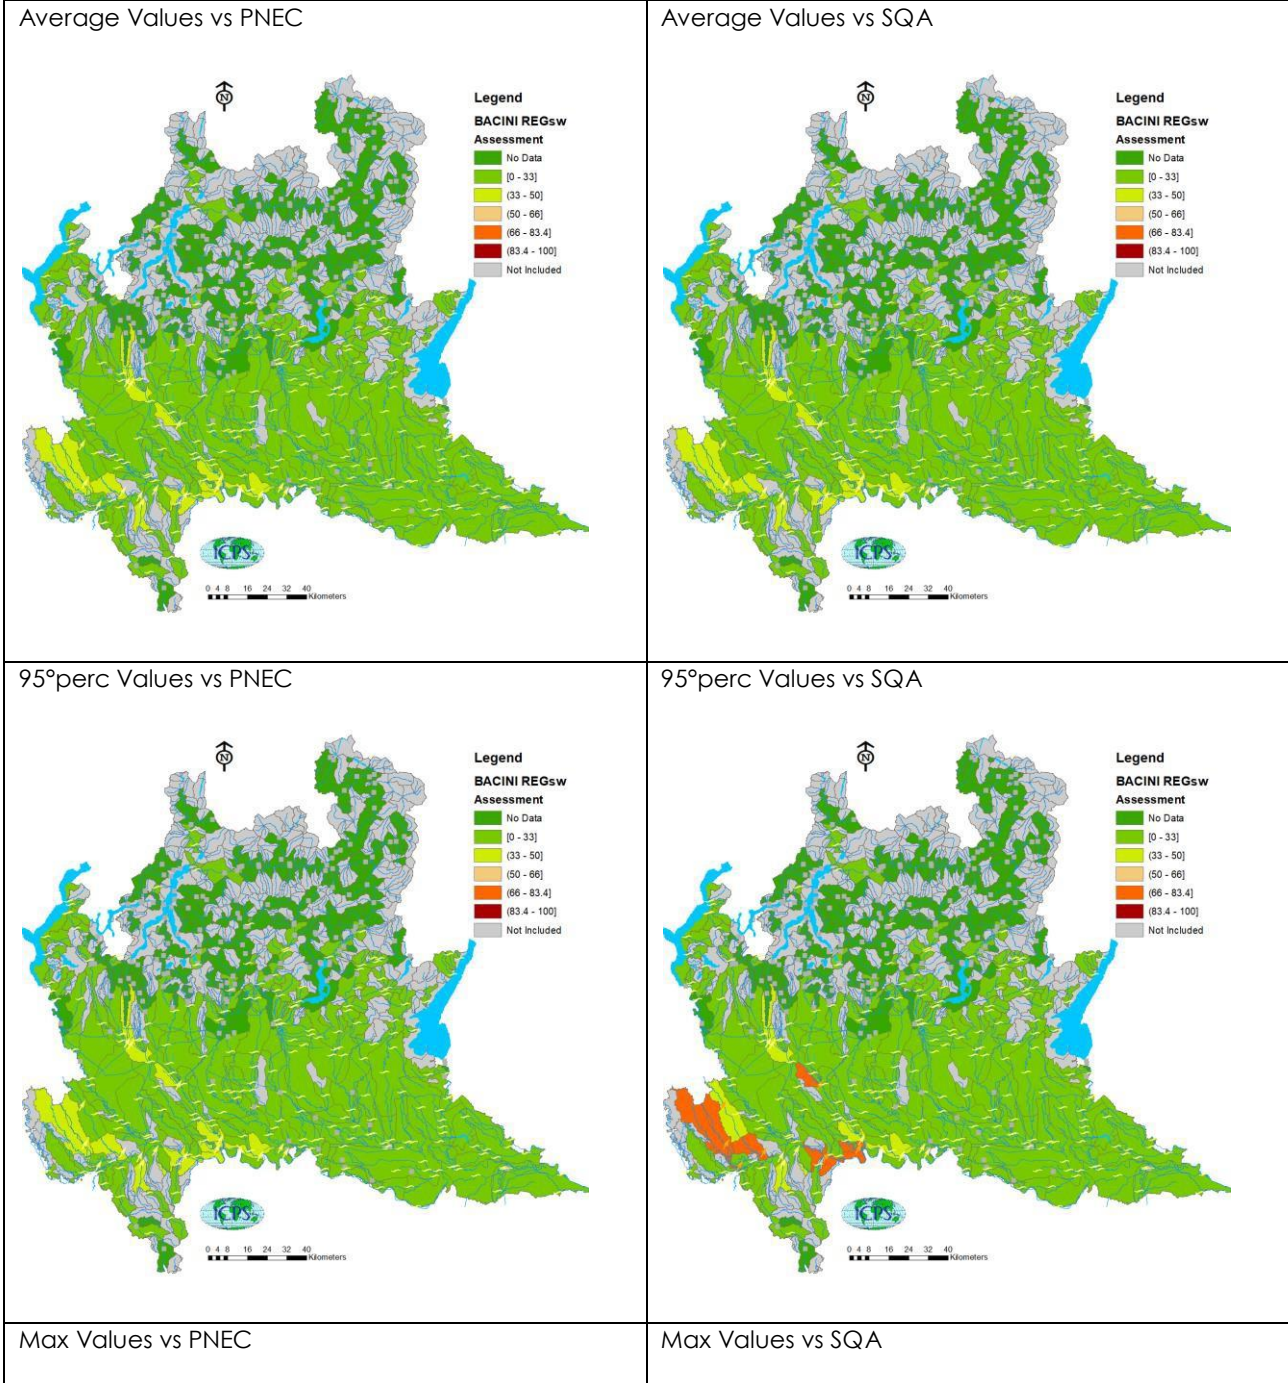 Average Values vs PNEC
N
Legend
BACINI REGsw
Assessment
No Data
[0 - 33]
(33 - 50]
(50 - 66]
(66 - 83.4]
(83.4 - 100]
Not Included
ICPS
0 4 8 16 24 32 40
Kilometers
Average Values vs SQA
N
Legend
BACINI REGsw
Assessment
No Data
[0 - 33]
(33 - 50]
(50 - 66]
(66 - 83.4]
(83.4 - 100]
Not Included
ICPS
0 4 8 16 24 32 40
Kilometers
95°perc Values vs PNEC
N
Legend
BACINI REGsw
Assessment
No Data
[0 - 33]
(33 - 50]
(50 - 66]
(66 - 83.4]
(83.4 - 100]
Not Included
ICPS
0 4 8 16 24 32 40
Kilometers
95°perc Values vs SQA
N
Legend
BACINI REGsw
Assessment
No Data
[0 - 33]
(33 - 50]
(50 - 66]
(66 - 83.4]
(83.4 - 100]
Not Included
ICPS
0 4 8 16 24 32 40
Kilometers
Max Values vs PNEC
Max Values vs SQA